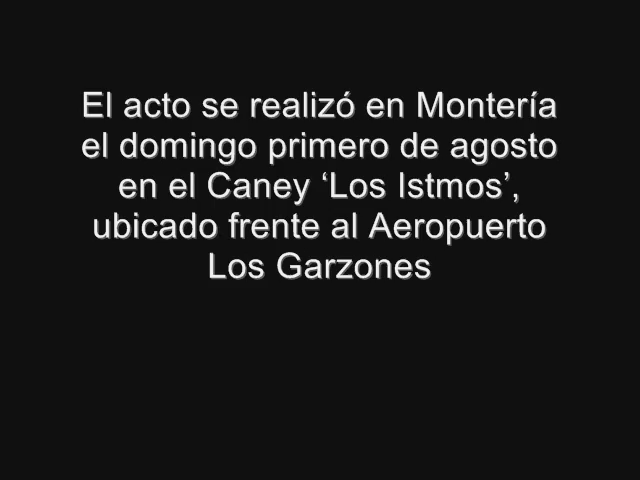 El acto se realizó en Montería
el domingo primero de agosto
en el Caney ‘Los Istmos’,
ubicado frente al Aeropuerto
Los Garzones